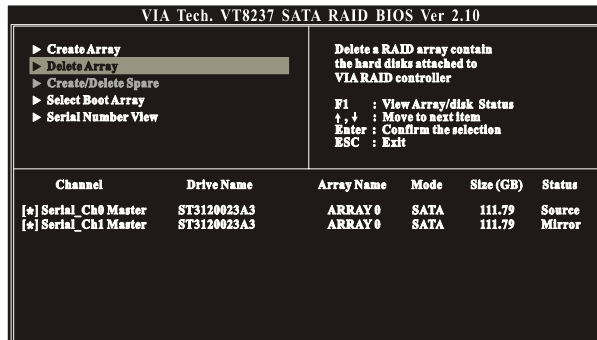 VIA Tech. VT8237 SATA RAID BIOS Ver 2.10
▶ Create Array
▶ Delete Array
▶ Create/Delete Spare
▶ Select Boot Array
▶ Serial Number View
Delete a RAID array contain
the hard disks attached to
VIA RAID controller
F1 : View Array/disk Status
↑,↓ : Move to next item
Enter : Confirm the selection
ESC : Exit
Channel Drive Name Array Name Mode Size (GB) Status
[*] Serial_Ch0 Master ST3120023A3 ARRAY 0 SATA 111.79 Source
[*] Serial_Ch1 Master ST3120023A3 ARRAY 0 SATA 111.79 Mirror